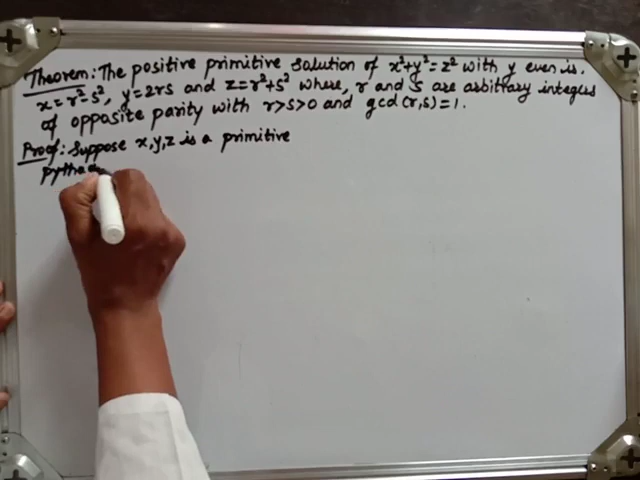 Theorem: The positive primitive solution of x²+y²=z² with y even is.
x=r²-s², y=2rs and z=r²+s² where, r and s are arbitrary integers
of opposite parity with r>s>0 and gcd(r,s)=1.
Proof: Suppose x,y,z is a primitive